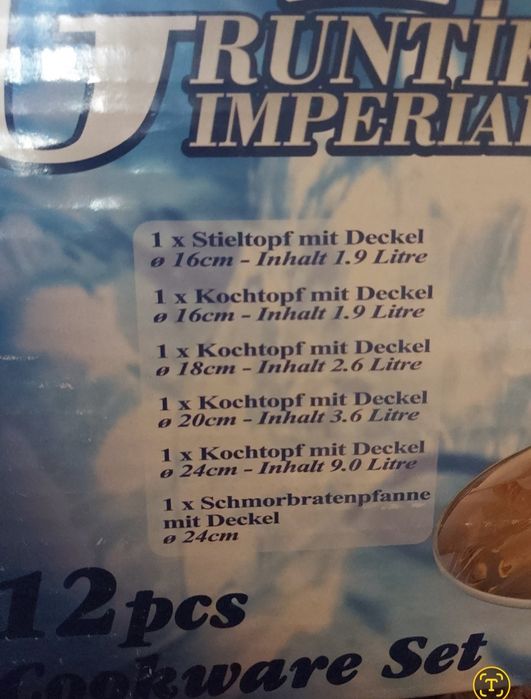 GRUNTİN
IMPERIAL
1 x Stieltopf mit Deckel
ø 16cm - Inhalt 1.9 Litre
1 x Kochtopf mit Deckel
ø 16cm - Inhalt 1.9 Litre
1 x Kochtopf mit Deckel
ø 18cm - Inhalt 2.6 Litre
1 x Kochtopf mit Deckel
ø 20cm - Inhalt 3.6 Litre
1 x Kochtopf mit Deckel
ø 24cm - Inhalt 9.0 Litre
1 x Schmorbratenpfanne
mit Deckel
ø 24cm
12pcs
Cookware Set